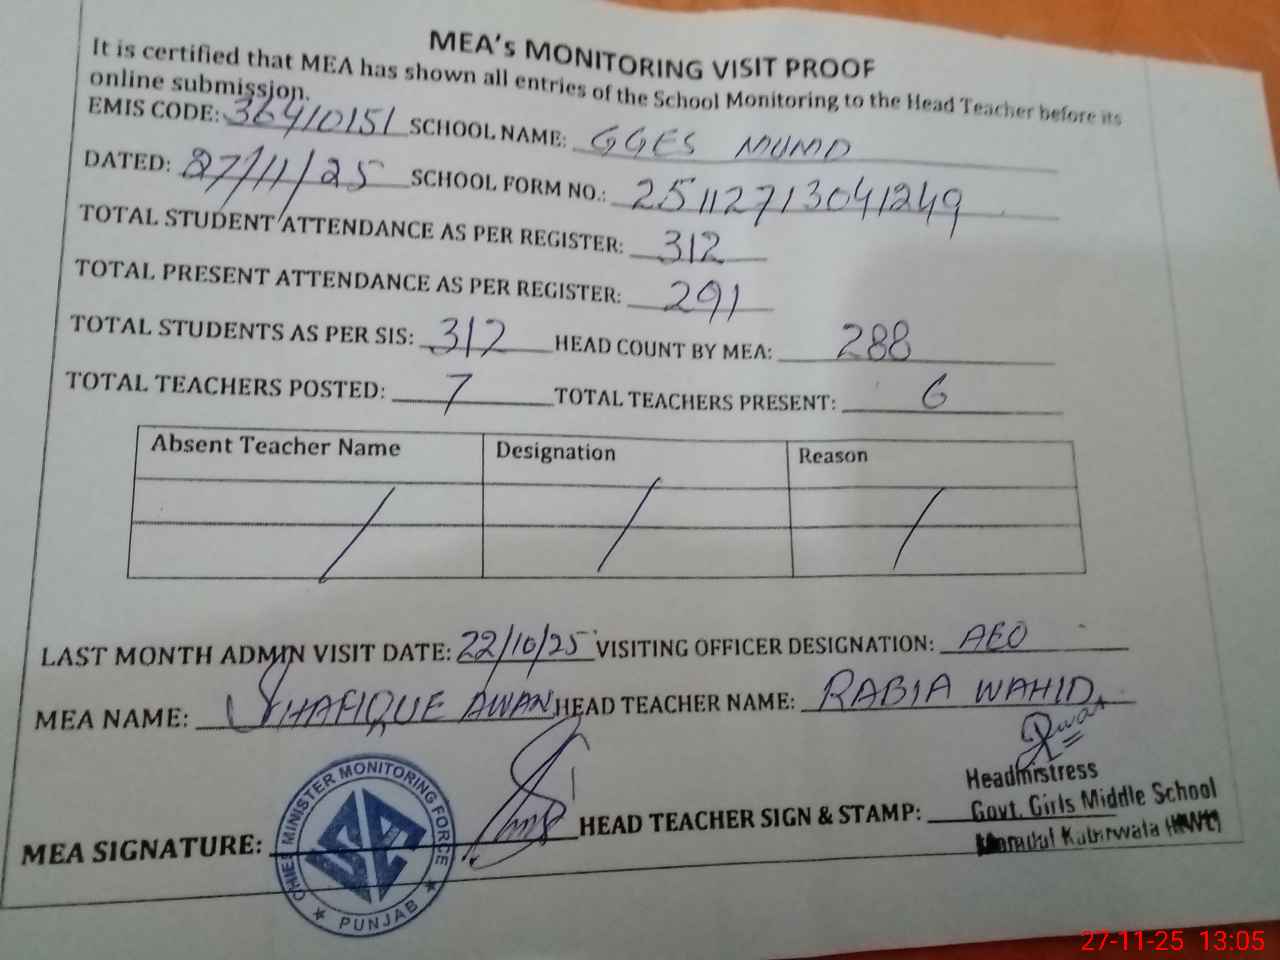 MEA's MONITORING VISIT PROOF
It is certified that MEA has shown all entries of the School Monitoring to the Head Teacher before its
online submission.
EMIS CODE: 36410151 SCHOOL NAME: GGES MUMD
DATED: 27/11/25 SCHOOL FORM NO.: 25112713041249
TOTAL STUDENT ATTENDANCE AS PER REGISTER: 312
TOTAL PRESENT ATTENDANCE AS PER REGISTER: 291
TOTAL STUDENTS AS PER SIS: 312 HEAD COUNT BY MEA: 288
TOTAL TEACHERS POSTED: 7 TOTAL TEACHERS PRESENT: 6
Absent Teacher Name Designation Reason
LAST MONTH ADMIN VISIT DATE: 22/10/25 VISITING OFFICER DESIGNATION: AEO
MEA NAME: SHAFIQUE AWAN HEAD TEACHER NAME: RABIA WAHID
MEA SIGNATURE: HEAD TEACHER SIGN & STAMP:
CHIEF MINISTER MONITORING FORCE
PUNJAB
Headmistress
Govt. Girls Middle School
Kabirwala
27-11-25 13:05